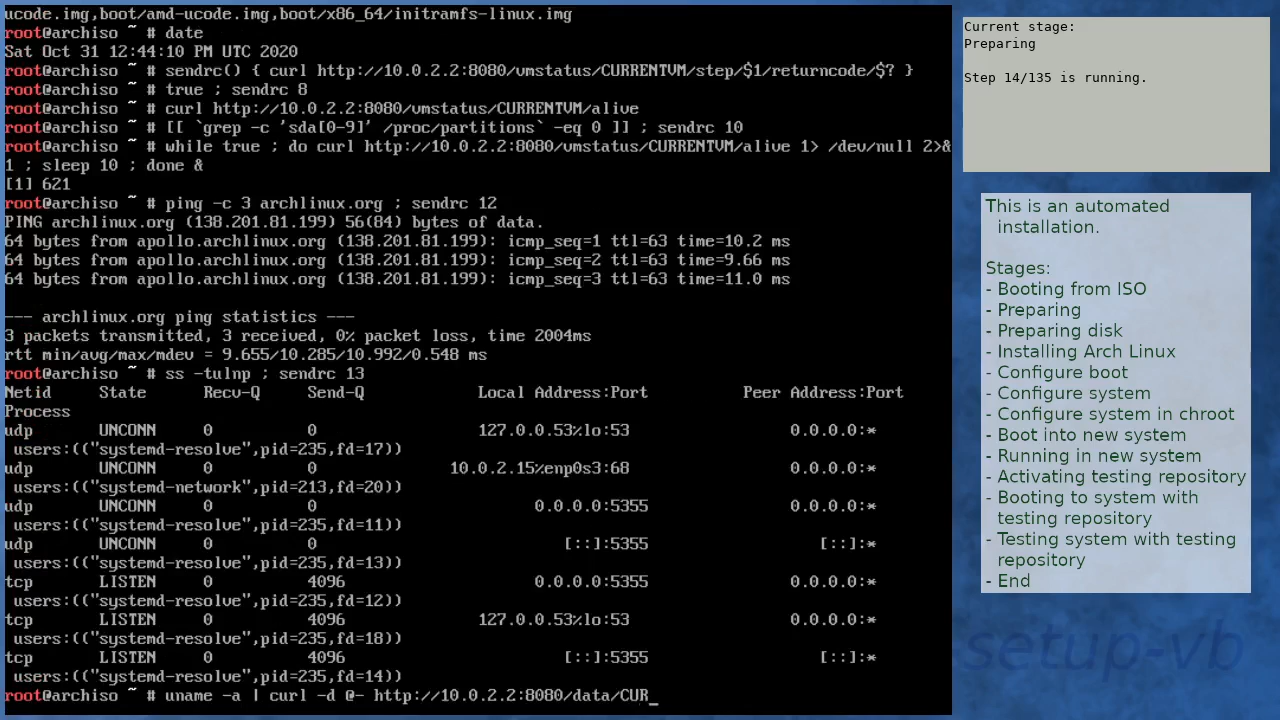 ucode.img,boot/amd-ucode.img,boot/x86_64/initramfs-linux.img
root@archiso ~ # date
Sat Oct 31 12:44:10 PM UTC 2020
root@archiso ~ # sendrc() { curl http://10.0.2.2:8080/vmstatus/CURRENTVM/step/$1/returncode/$? }
root@archiso ~ # true ; sendrc 8
root@archiso ~ # curl http://10.0.2.2:8080/vmstatus/CURRENTVM/alive
root@archiso ~ # [[ `grep -c 'sda[0-9]' /proc/partitions` -eq 0 ]] ; sendrc 10
root@archiso ~ # while true ; do curl http://10.0.2.2:8080/vmstatus/CURRENTVM/alive 1> /dev/null 2>&
1 ; sleep 10 ; done &
[1] 621
root@archiso ~ # ping -c 3 archlinux.org ; sendrc 12
PING archlinux.org (138.201.81.199) 56(84) bytes of data.
64 bytes from apollo.archlinux.org (138.201.81.199): icmp_seq=1 ttl=63 time=10.2 ms
64 bytes from apollo.archlinux.org (138.201.81.199): icmp_seq=2 ttl=63 time=9.66 ms
64 bytes from apollo.archlinux.org (138.201.81.199): icmp_seq=3 ttl=63 time=11.0 ms
--- archlinux.org ping statistics ---
3 packets transmitted, 3 received, 0% packet loss, time 2004ms
rtt min/avg/max/mdev = 9.655/10.285/10.992/0.548 ms
root@archiso ~ # ss -tulnp ; sendrc 13
Netid State Recv-Q Send-Q Local Address:Port Peer Address:Port
Process
udp UNCONN 0 0 127.0.0.53%lo:53 0.0.0.0:*
users:(("systemd-resolve",pid=235,fd=17))
udp UNCONN 0 0 10.0.2.15%enp0s3:68 0.0.0.0:*
users:(("systemd-network",pid=213,fd=20))
udp UNCONN 0 0 0.0.0.0:5355 0.0.0.0:*
users:(("systemd-resolve",pid=235,fd=11))
udp UNCONN 0 0 [::]:5355 [::]:*
users:(("systemd-resolve",pid=235,fd=13))
tcp LISTEN 0 4096 0.0.0.0:5355 0.0.0.0:*
users:(("systemd-resolve",pid=235,fd=12))
tcp LISTEN 0 4096 127.0.0.53%lo:53 0.0.0.0:*
users:(("systemd-resolve",pid=235,fd=18))
tcp LISTEN 0 4096 [::]:5355 [::]:*
users:(("systemd-resolve",pid=235,fd=14))
root@archiso ~ # uname -a | curl -d @- http://10.0.2.2:8080/data/CUR_
Current stage:
Preparing
Step 14/135 is running.
This is an automated
installation.
Stages:
- Booting from ISO
- Preparing
- Preparing disk
- Installing Arch Linux
- Configure boot
- Configure system
- Configure system in chroot
- Boot into new system
- Running in new system
- Activating testing repository
- Booting to system with
testing repository
- Testing system with testing
repository
- End
setup-vb